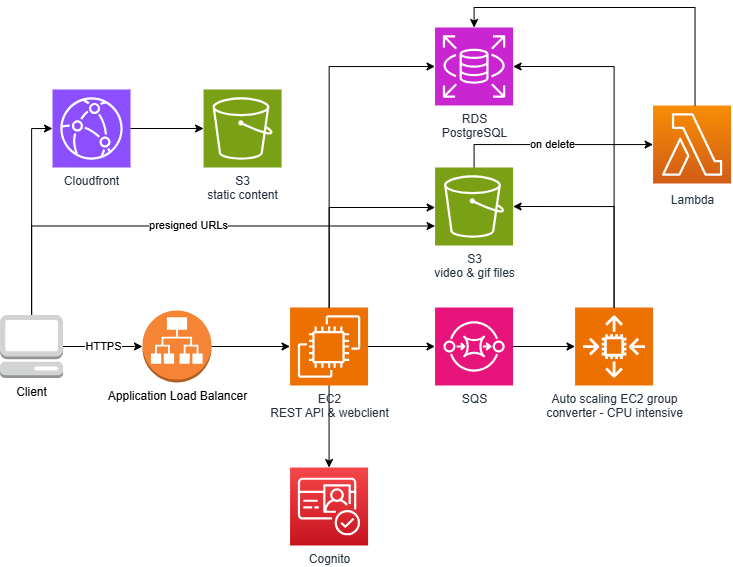 RDS
PostgreSQL
Cloudfront
S3
static content
on delete
Lambda
presigned URLs
S3
video & gif files
HTTPS
Client
Application Load Balancer
EC2
REST API & webclient
SQS
Auto scaling EC2 group
converter - CPU intensive
Cognito